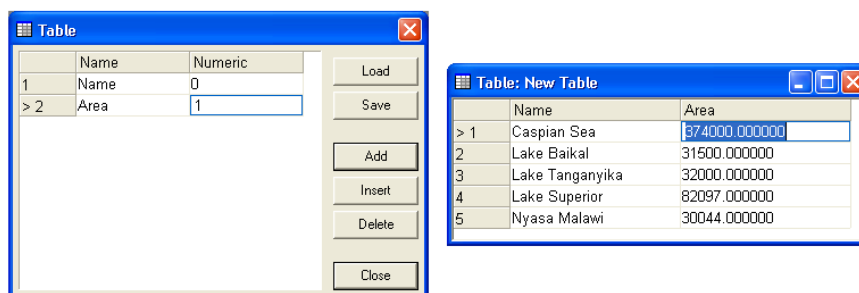 Table
Name Numeric
1 Name 0
> 2 Area 1
Load
Save
Add
Insert
Delete
Close
Table: New Table
Name Area
> 1 Caspian Sea 374000.000000
2 Lake Baikal 31500.000000
3 Lake Tanganyika 32000.000000
4 Lake Superior 82097.000000
5 Nyasa Malawi 30044.000000